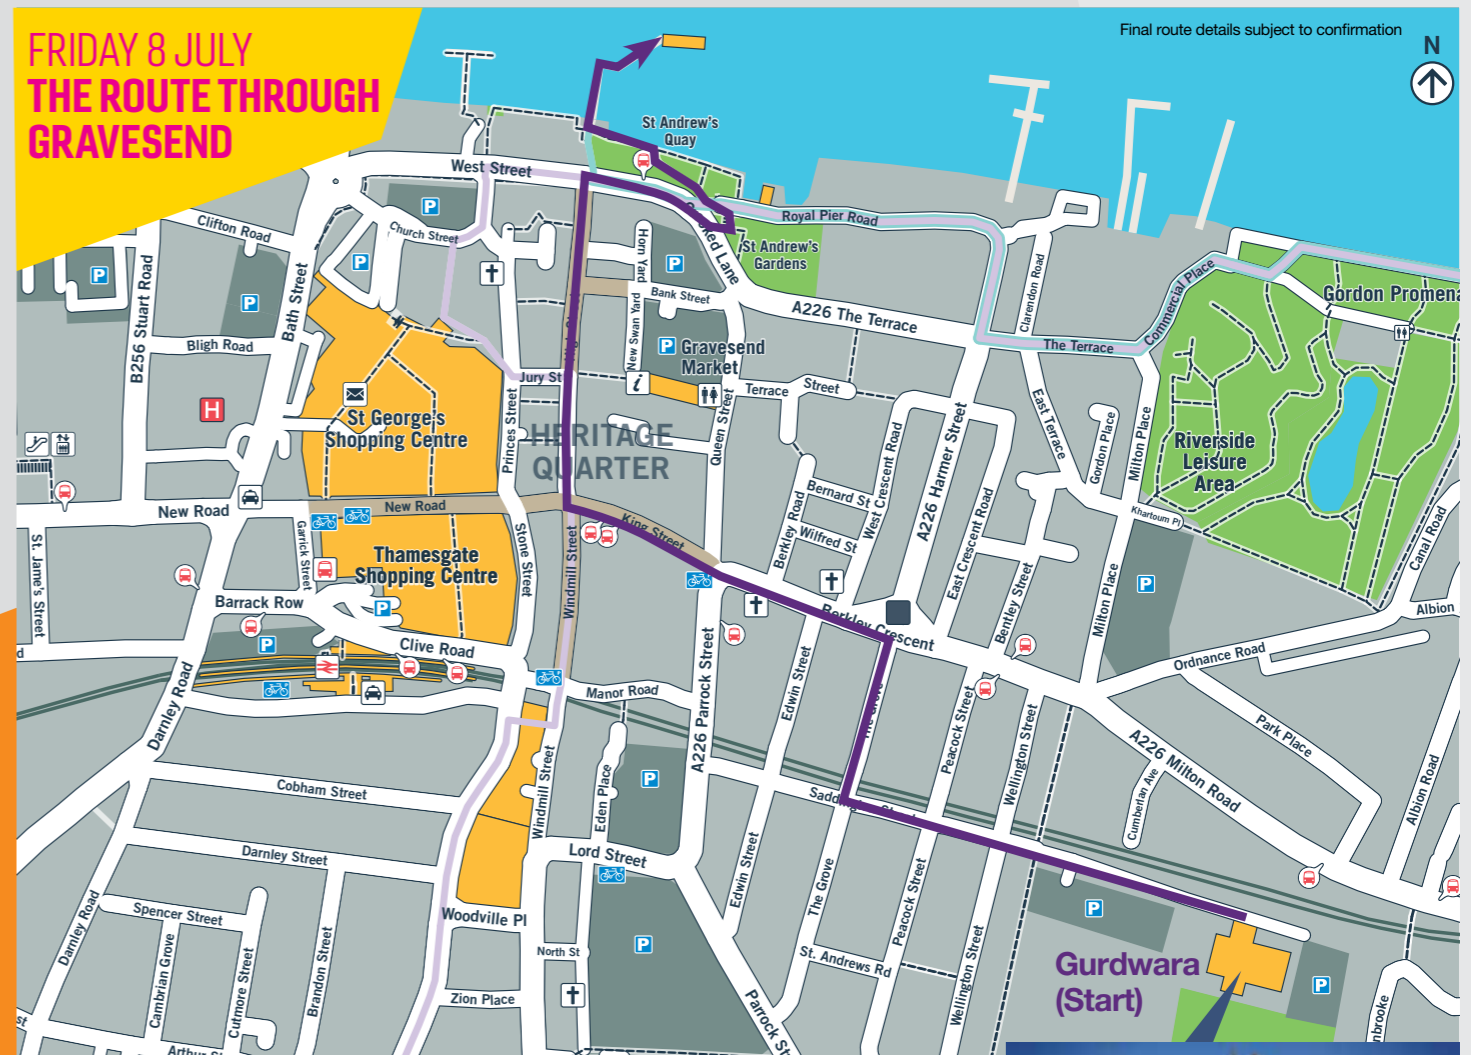 FRIDAY 8 JULY
THE ROUTE THROUGH
GRAVESEND
Final route details subject to confirmation
N
St Andrew's
Quay
West Street
Royal Pier Road
Clifton Road
P
Church Street
St Andrew's
Gardens
P
P
P
P
Horn Yard
Bank Street
A226 The Terrace
Clarendon Road
Commercial Place
Gordon Promena
B256 Stuart Road
Bath Street
Bligh Road
New Swan Yard
P
Gravesend
Market
The Terrace
Jury St
i
Terrace
Street
H
St George's
Shopping Centre
Princes Street
HERITAGE
QUARTER
Queen Street
East Terrace
Gordon Place
Milton Place
Riverside
Leisure
Area
West Crescent Road
A226 Harmer Street
Bernard St
Berkley Road
Wilfred St
East Crescent Road
Khartoum Pl
Canal Road
New Road
New Road
King Street
Garrick Street
St. James's Street
Thamesgate
Shopping Centre
Stone Street
Windmill Street
P
Bentley Street
Milton Place
Barrack Row
P
Berkley Crescent
Albion
P
Clive Road
d
Ordnance Road
Darnley Road
Manor Road
A226 Parrock Street
Edwin Street
Peacock Street
Wellington Street
Park Place
A226 Milton Road
Albion Road
Cobham Street
Windmill Street
Eden Place
P
Cumberlan Ave
Darnley Street
Lord Street
Edwin Street
The Grove
Peacock Street
Darnley Road
Spencer Street
Woodville Pl
P
P
Cambrian Grove
Cutmore Street
Brandon Street
North St
St. Andrews Rd
Wellington Street
Gurdwara
(Start)
P
Zion Place
Parrock St
nbrooke
st
Arthur S